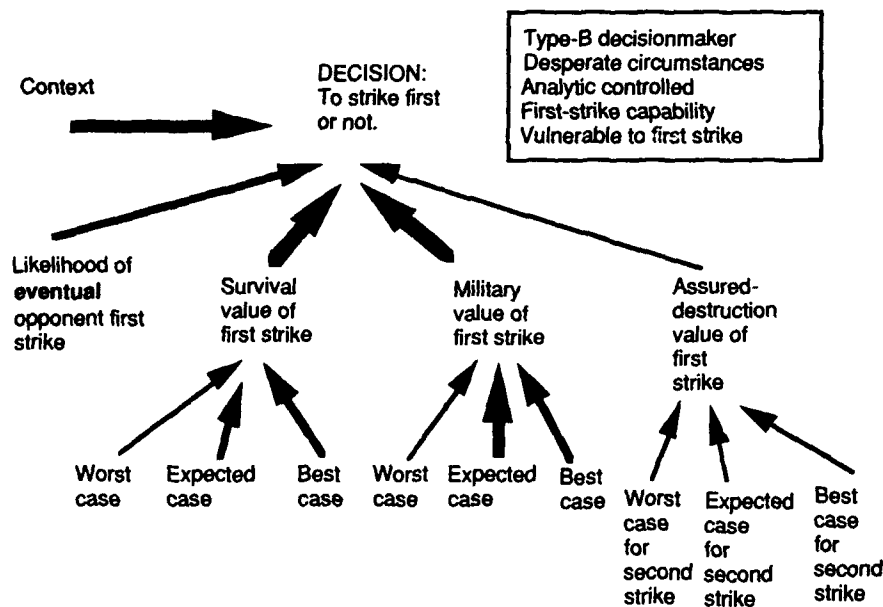 Context
DECISION:
To strike first
or not.
Type-B decisionmaker
Desperate circumstances
Analytic controlled
First-strike capability
Vulnerable to first strike
Likelihood of
eventual
opponent first
strike
Survival
value of
first strike
Military
value of
first strike
Assured-
destruction
value of
first
strike
Worst
case
Expected
case
Best
case
Worst
case
Expected
case
Best
case
Worst
case
for
second
strike
Expected
case
for
second
strike
Best
case
for
second
strike